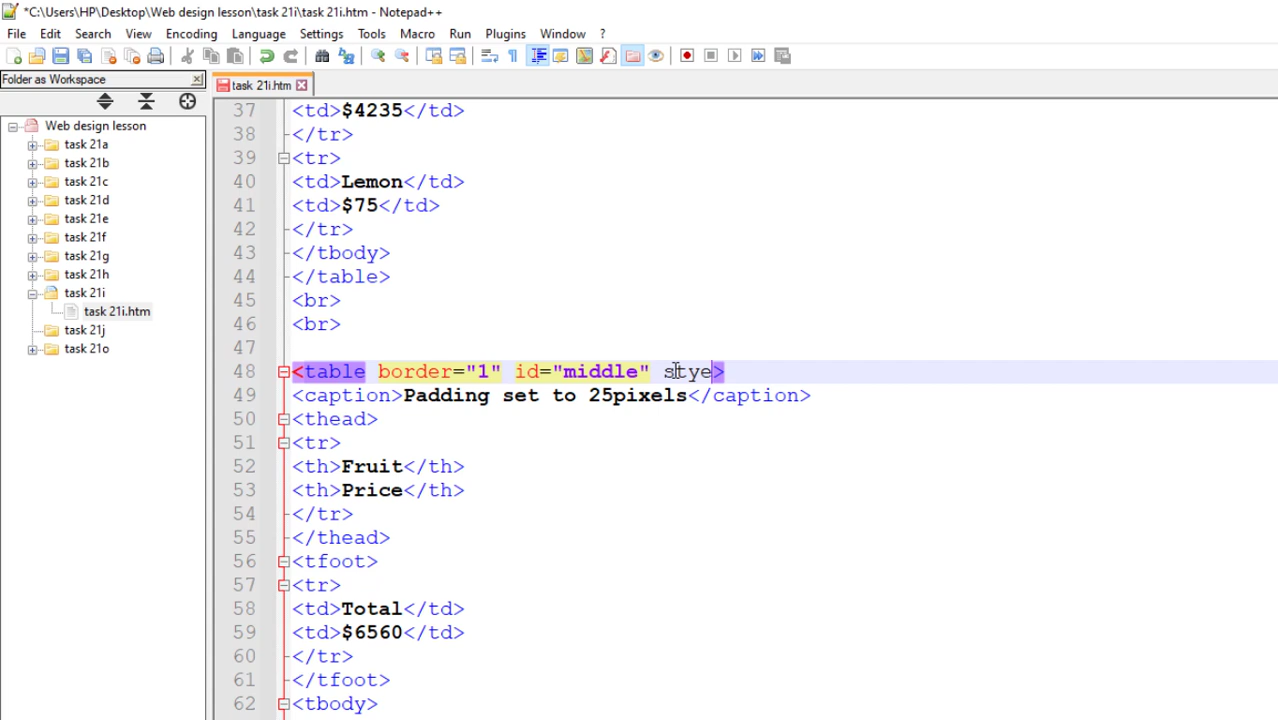 *C:\Users\HP\Desktop\Web design lesson\task 21i\task 21i.htm - Notepad++
File Edit Search View Encoding Language Settings Tools Macro Run Plugins Window ?
Folder as Workspace
task 21i.htm
Web design lesson
task 21a
task 21b
task 21c
task 21d
task 21e
task 21f
task 21g
task 21h
task 21i
task 21i.htm
task 21j
task 21o
37 <td>$4235</td>
38 </tr>
39 <tr>
40 <td>Lemon</td>
41 <td>$75</td>
42 </tr>
43 </tbody>
44 </table>
45 <br>
46 <br>
47
48 <table border="1" id="middle" stye>
49 <caption>Padding set to 25pixels</caption>
50 <thead>
51 <tr>
52 <th>Fruit</th>
53 <th>Price</th>
54 </tr>
55 </thead>
56 <tfoot>
57 <tr>
58 <td>Total</td>
59 <td>$6560</td>
60 </tr>
61 </tfoot>
62 <tbody>